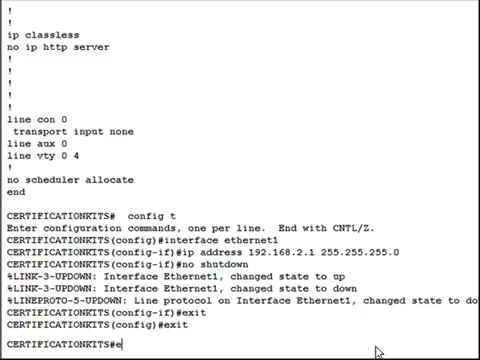 !
!
ip classless
no ip http server
!
!
!
!
!
line con 0
 transport input none
line aux 0
line vty 0 4
!
no scheduler allocate
end
CERTIFICATIONKITS#  config t
Enter configuration commands, one per line.  End with CNTL/Z.
CERTIFICATIONKITS(config)#interface ethernet1
CERTIFICATIONKITS(config-if)#ip address 192.168.2.1 255.255.255.0
CERTIFICATIONKITS(config-if)#no shutdown
%LINK-3-UPDOWN: Interface Ethernet1, changed state to up
%LINK-3-UPDOWN: Interface Ethernet1, changed state to down
%LINEPROTO-5-UPDOWN: Line protocol on Interface Ethernet1, changed state to do
CERTIFICATIONKITS(config-if)#exit
CERTIFICATIONKITS(config)#exit
CERTIFICATIONKITS#e